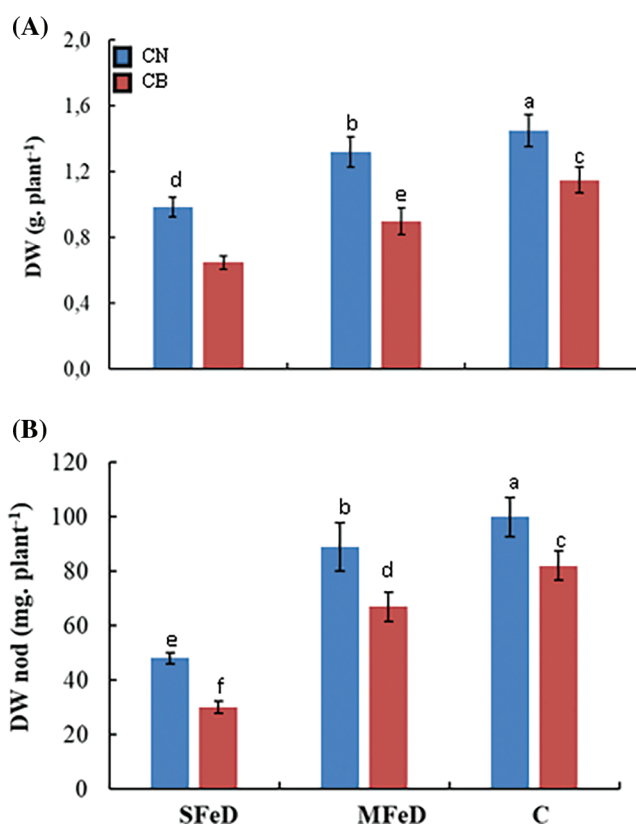 (A)
2,0
1,6
1,2
0,8
0,4
0,0
DW (g. plant-1)
CN
CB
d
b
e
a
c
(B)
120
100
80
60
40
20
0
DW nod (mg. plant-1)
e
f
b
d
a
c
SFeD MFeD C